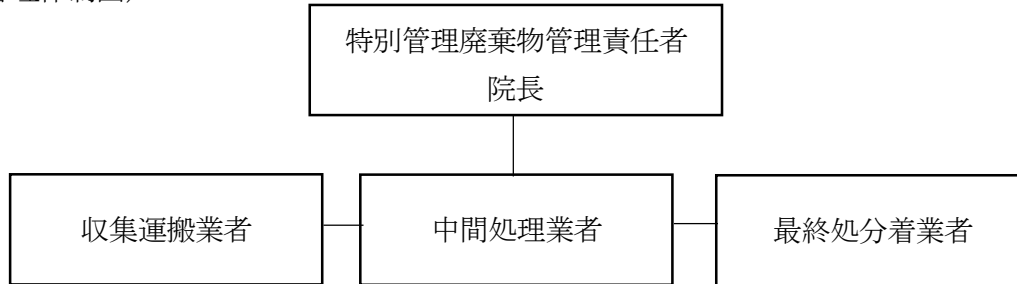 特別管理廃棄物管理責任者
院長
収集運搬業者
中間処理業者
最終処分着業者